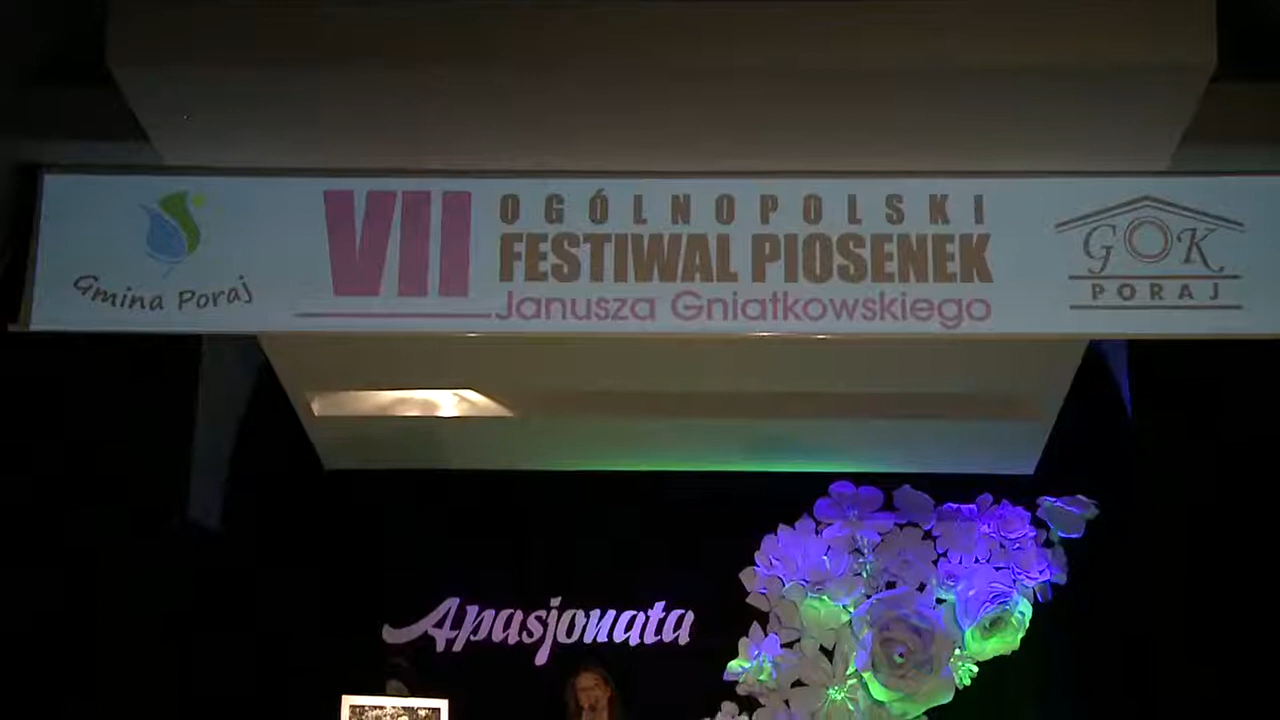 Gmina Poraj
VII
OGÓLNOPOLSKI
FESTIWAL PIOSENEK
Janusza Gniatkowskiego
GOK
PORAJ
Apasjonata